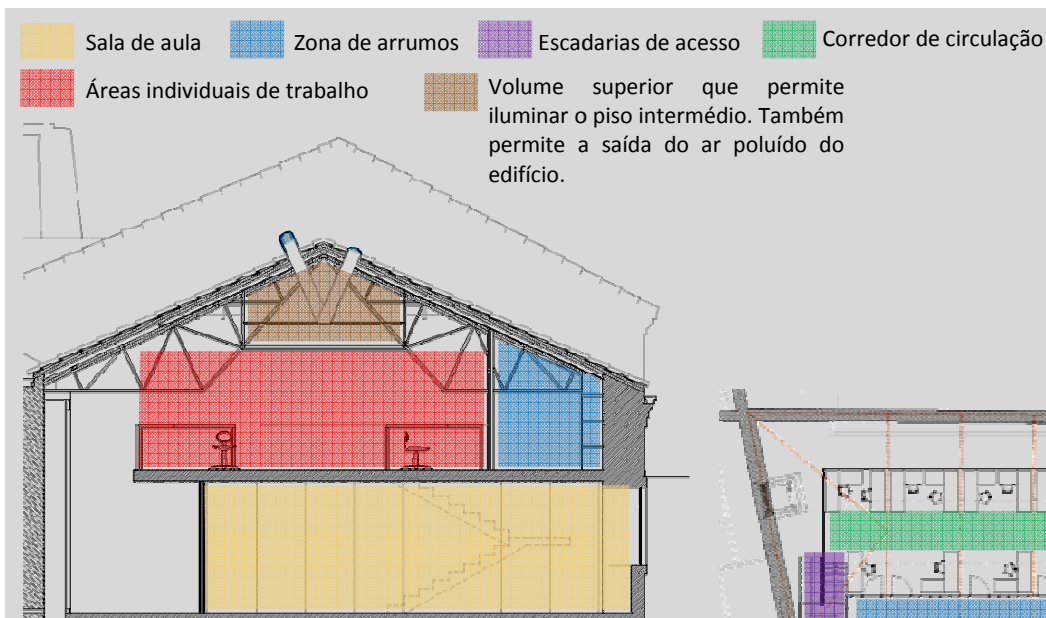 Sala de aula
Zona de arrumos
Escadarias de acesso
Corredor de circulação
Áreas individuais de trabalho
Volume superior que permite
iluminar o piso intermédio. Também
permite a saída do ar poluído do
edifício.